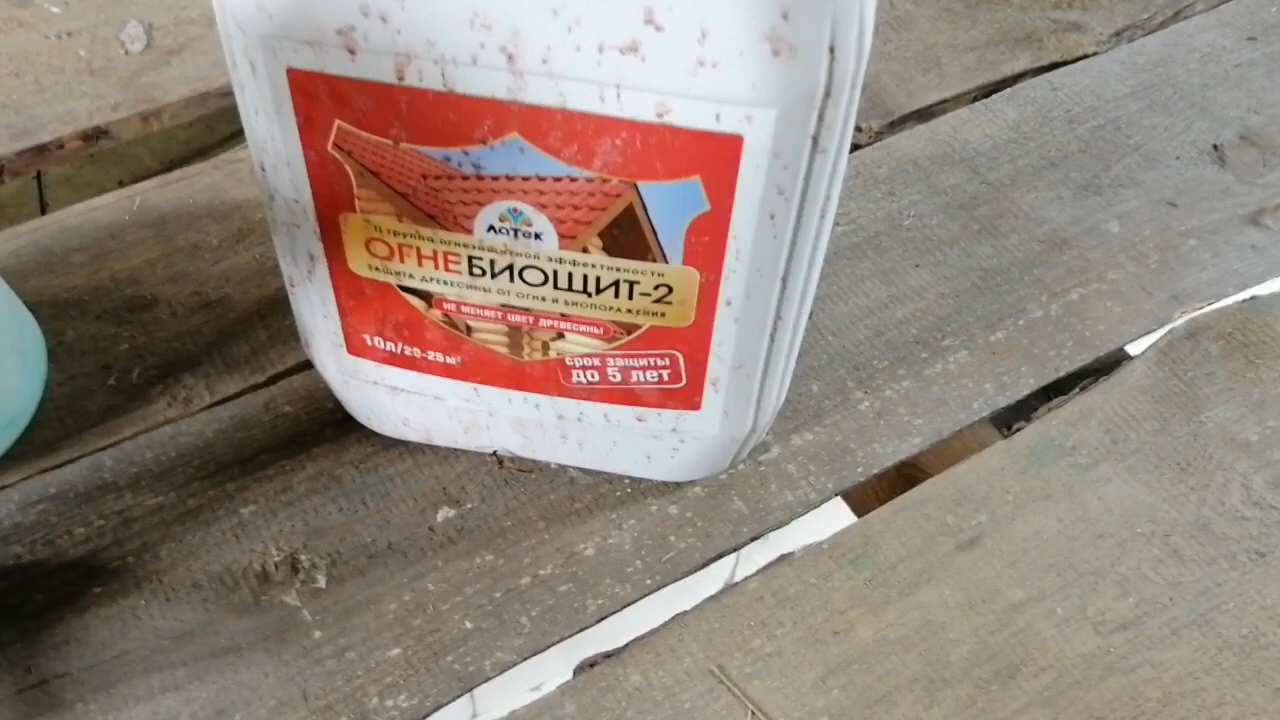 Латек
II группа огнезащитной эффективности
ОГНЕБИОЩИТ-2
ЗАЩИТА ДРЕВЕСИНЫ ОТ ОГНЯ И БИОПОРАЖЕНИЯ
НЕ МЕНЯЕТ ЦВЕТ ДРЕВЕСИНЫ
10л/20-25м²
срок защиты
до 5 лет